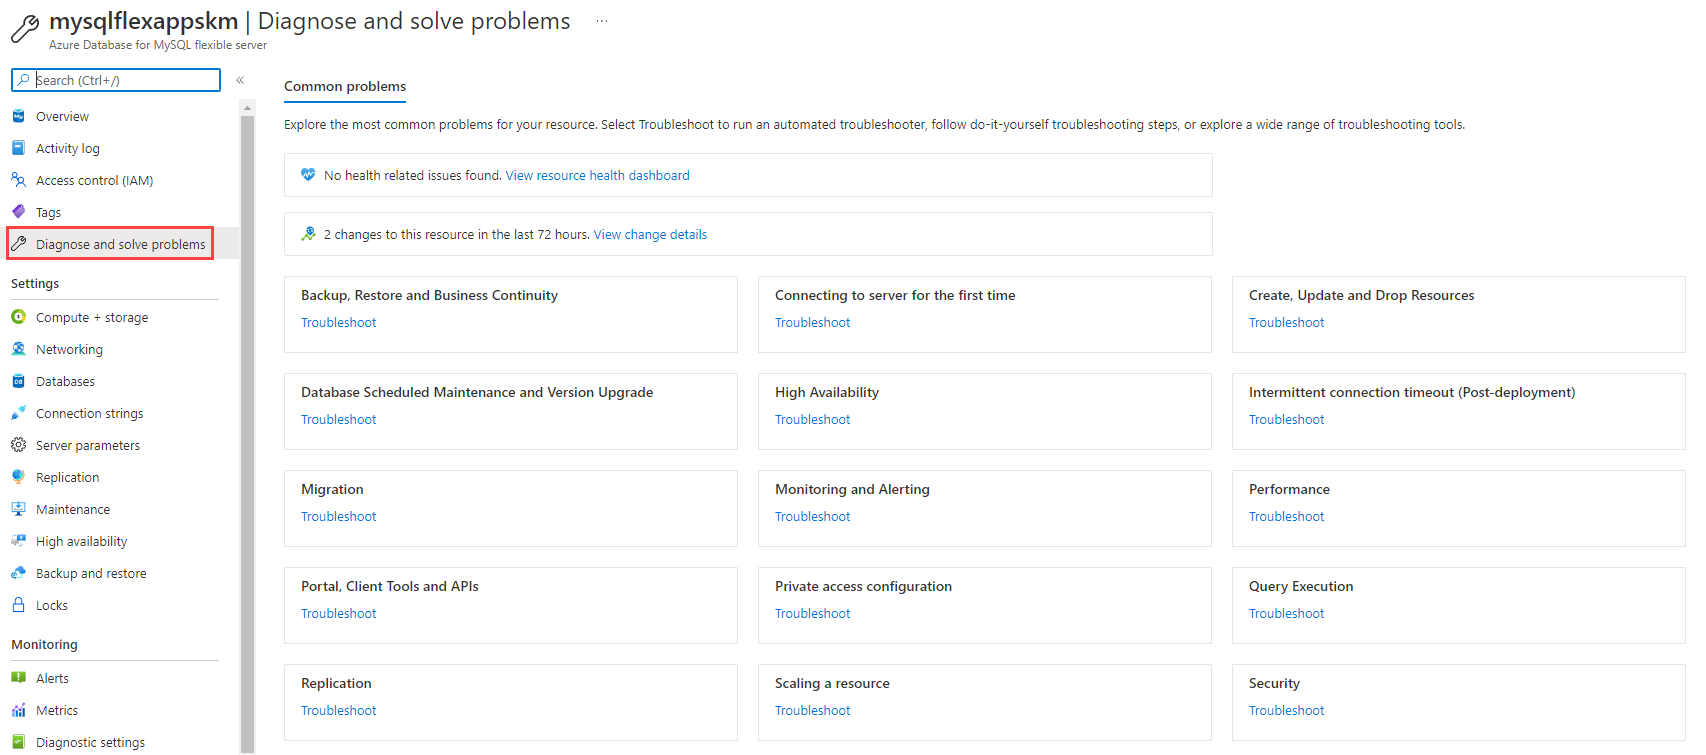 mysqlflexappskm | Diagnose and solve problems ...
Azure Database for MySQL flexible server
Search (Ctrl+/)
«
Overview
Activity log
Access control (IAM)
Tags
Diagnose and solve problems
Settings
Compute + storage
Networking
Databases
Connection strings
Server parameters
Replication
Maintenance
High availability
Backup and restore
Locks
Monitoring
Alerts
Metrics
Diagnostic settings
Common problems
Explore the most common problems for your resource. Select Troubleshoot to run an automated troubleshooter, follow do-it-yourself troubleshooting steps, or explore a wide range of troubleshooting tools.
No health related issues found. View resource health dashboard
2 changes to this resource in the last 72 hours. View change details
Backup, Restore and Business Continuity
Troubleshoot
Connecting to server for the first time
Troubleshoot
Create, Update and Drop Resources
Troubleshoot
Database Scheduled Maintenance and Version Upgrade
Troubleshoot
High Availability
Troubleshoot
Intermittent connection timeout (Post-deployment)
Troubleshoot
Migration
Troubleshoot
Monitoring and Alerting
Troubleshoot
Performance
Troubleshoot
Portal, Client Tools and APIs
Troubleshoot
Private access configuration
Troubleshoot
Query Execution
Troubleshoot
Replication
Troubleshoot
Scaling a resource
Troubleshoot
Security
Troubleshoot